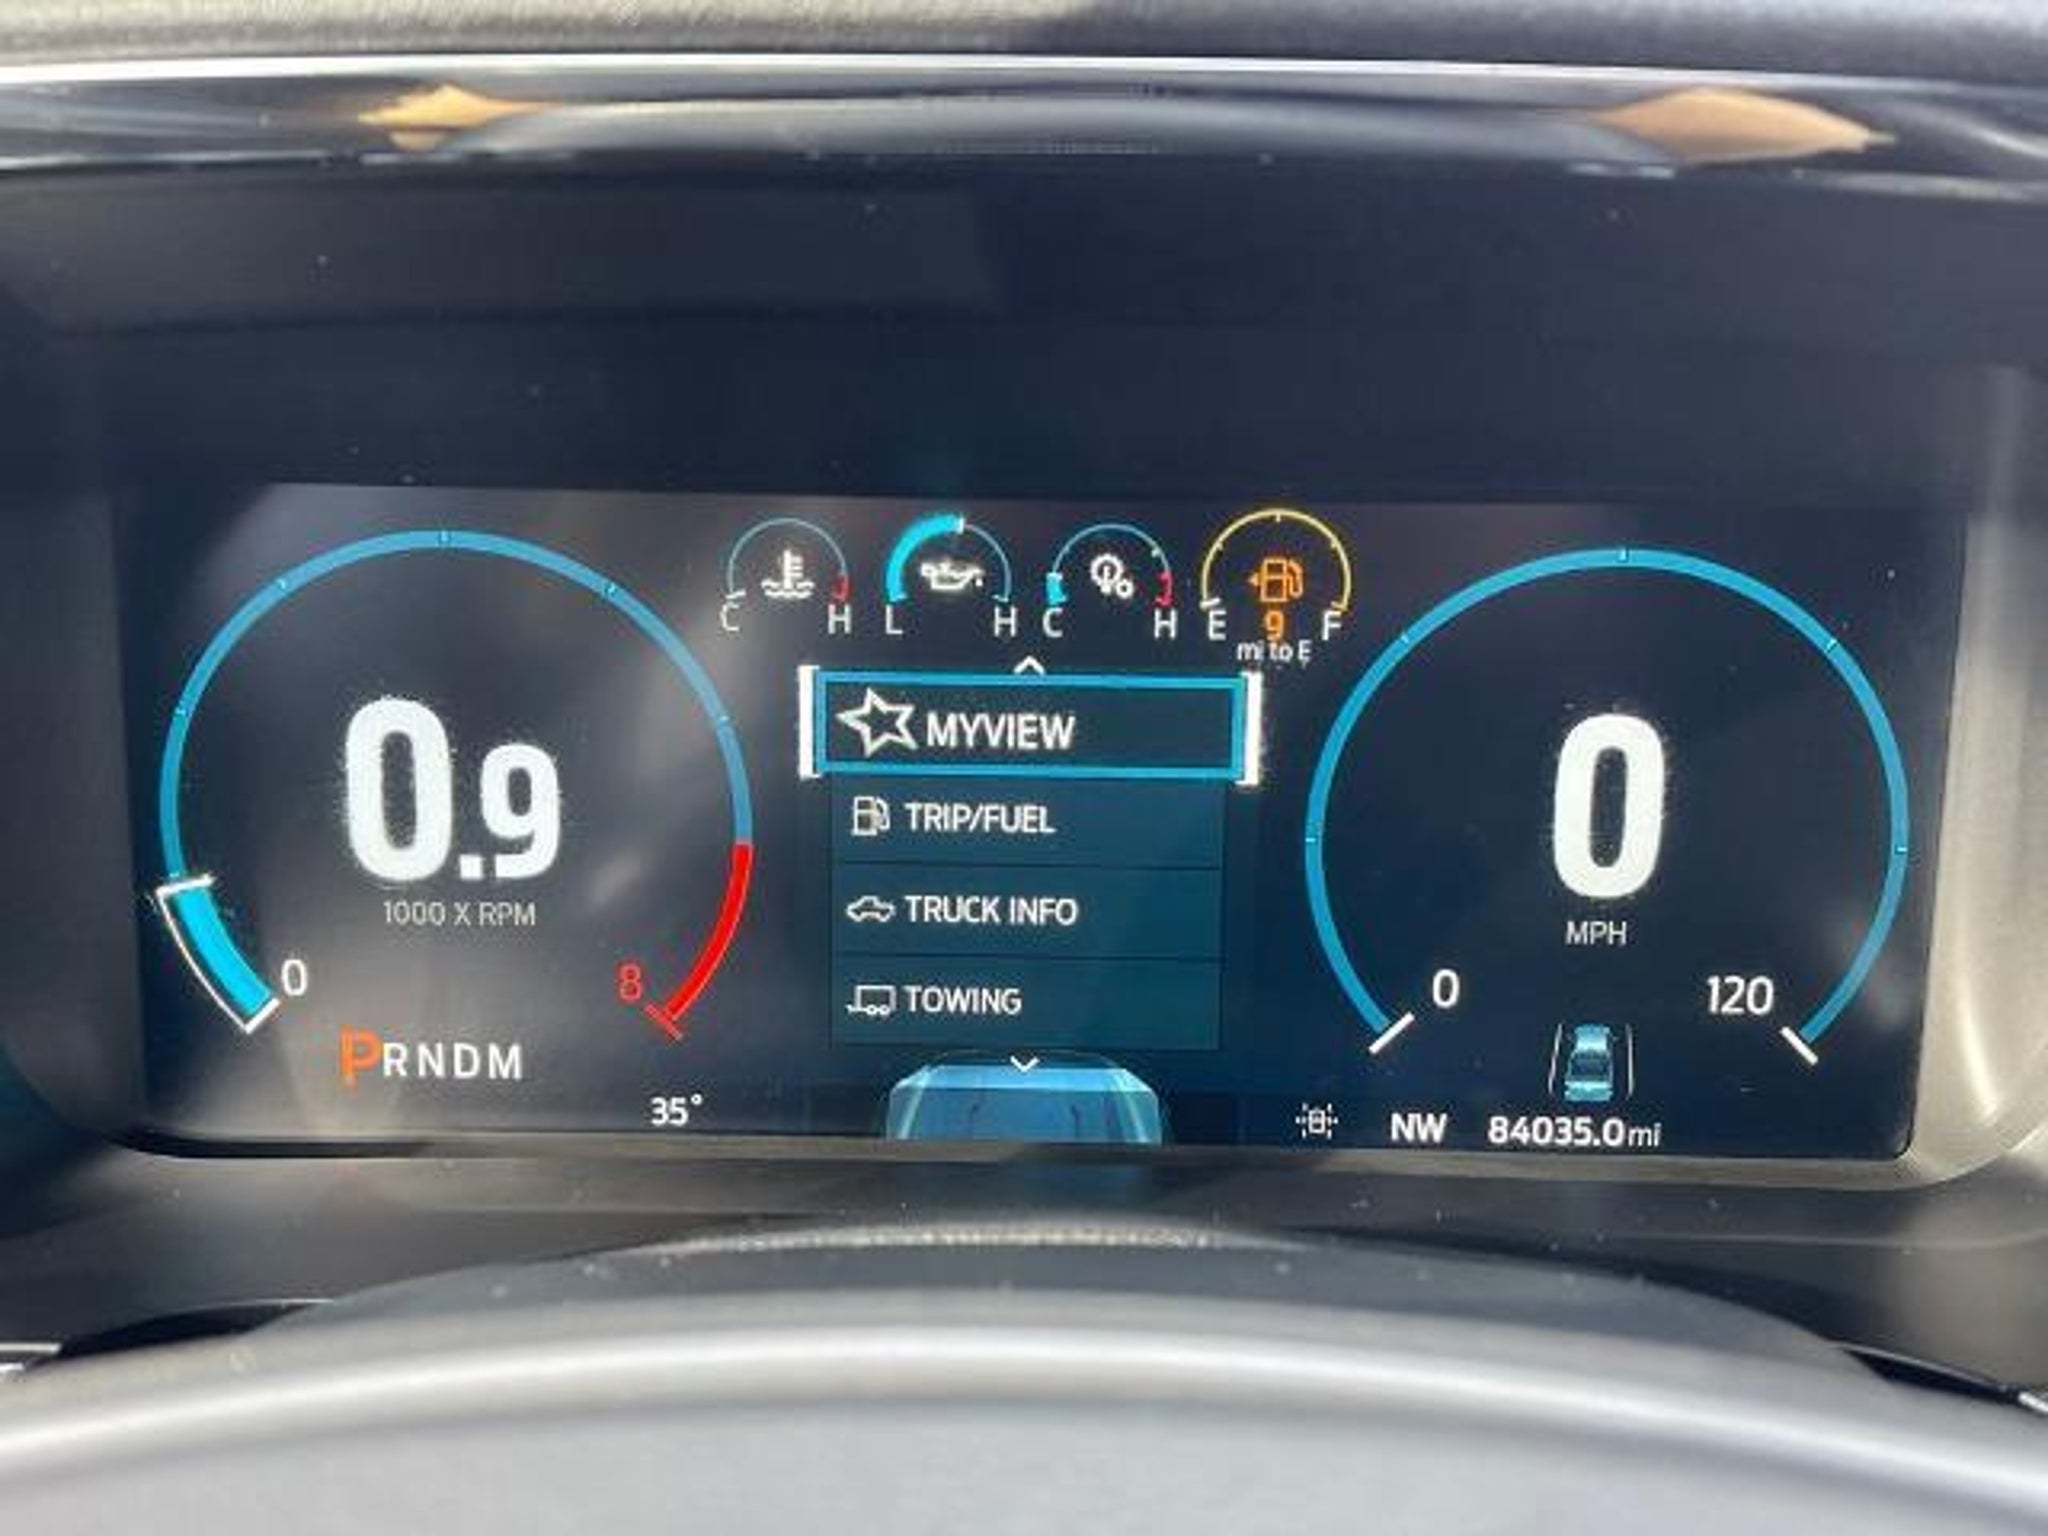 C H L H C H E 9 F
mi to E
MYVIEW
TRIP/FUEL
TRUCK INFO
TOWING
0.9
1000 X RPM
0 8
PRNDM
35°
0
MPH
0 120
NW 84035.0mi